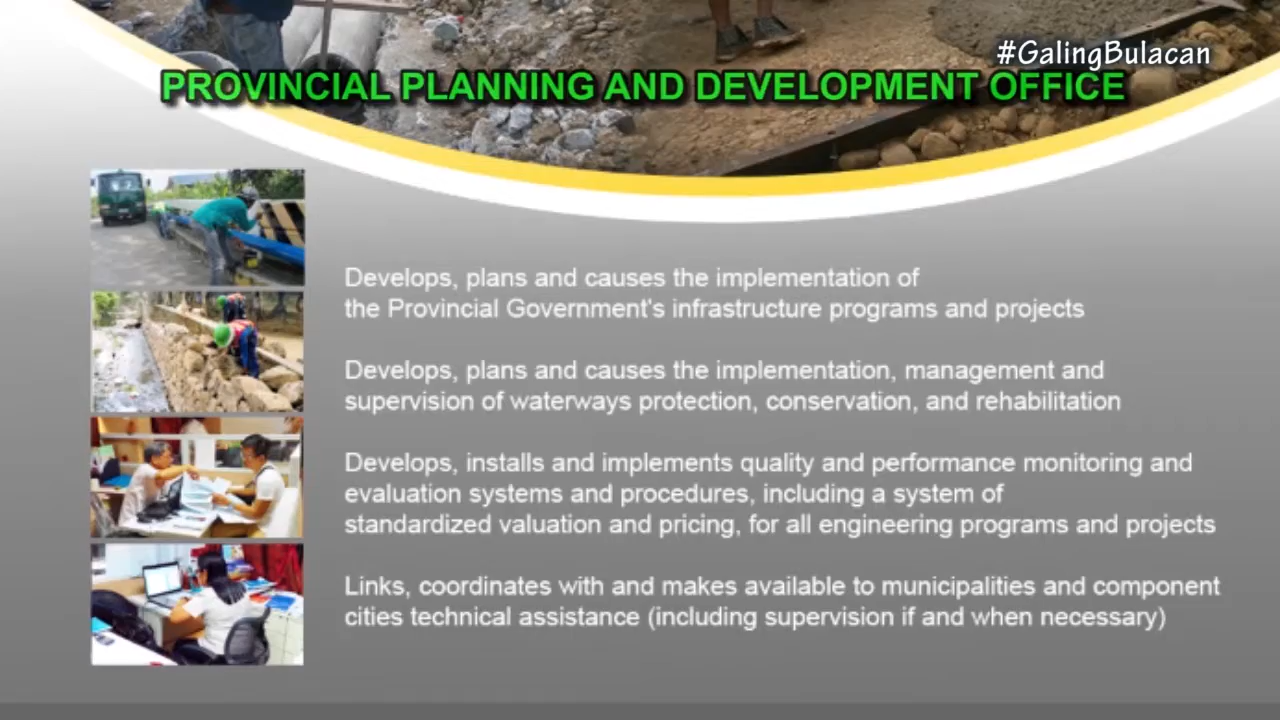 #GalingBulacan
PROVINCIAL PLANNING AND DEVELOPMENT OFFICE
Develops, plans and causes the implementation of
the Provincial Government's infrastructure programs and projects
Develops, plans and causes the implementation, management and
supervision of waterways protection, conservation, and rehabilitation
Develops, installs and implements quality and performance monitoring and
evaluation systems and procedures, including a system of
standardized valuation and pricing, for all engineering programs and projects
Links, coordinates with and makes available to municipalities and component
cities technical assistance (including supervision if and when necessary)